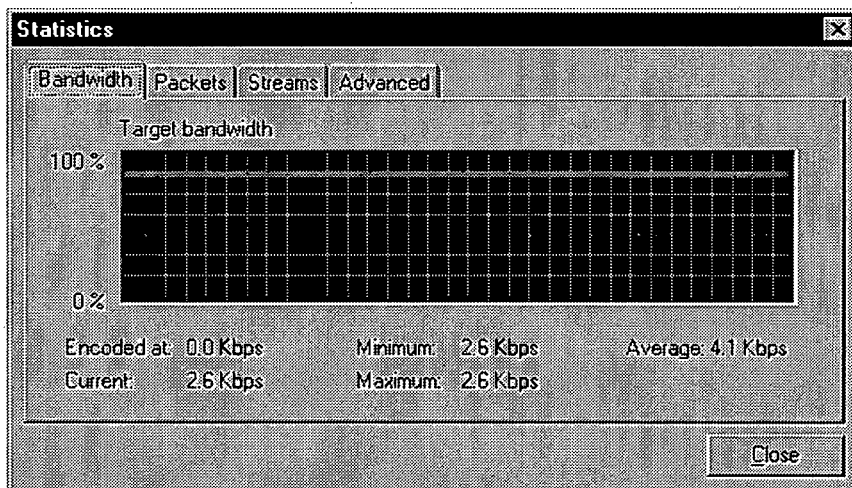 Statistics
Bandwidth Packets Streams Advanced
Target bandwidth
100 %
0 %
Encoded at: 0.0 Kbps Minimum: 2.6 Kbps Average: 4.1 Kbps
Current: 2.6 Kbps Maximum: 2.6 Kbps
Close